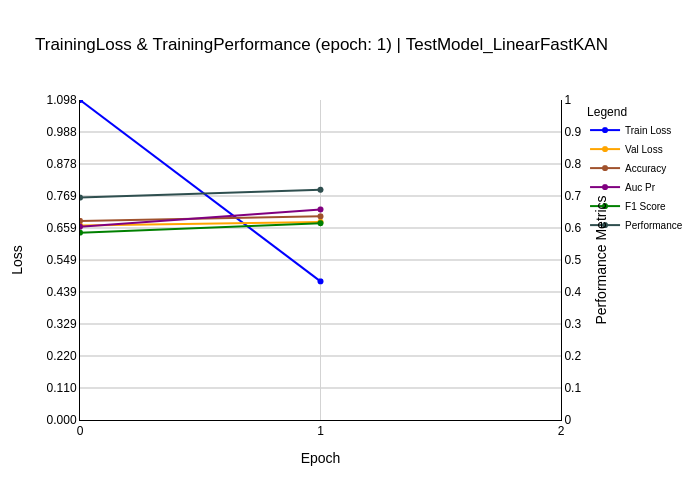 TrainingLoss & TrainingPerformance (epoch: 1) | TestModel_LinearFastKAN
1.098
0.988
0.878
0.769
0.659
0.549
0.439
0.329
0.220
0.110
0.000
Loss
0
1
2
Epoch
1
0.9
0.8
0.7
0.6
0.5
0.4
0.3
0.2
0.1
0
Performance Metrics
Legend
Train Loss
Val Loss
Accuracy
Auc Pr
F1 Score
Performance